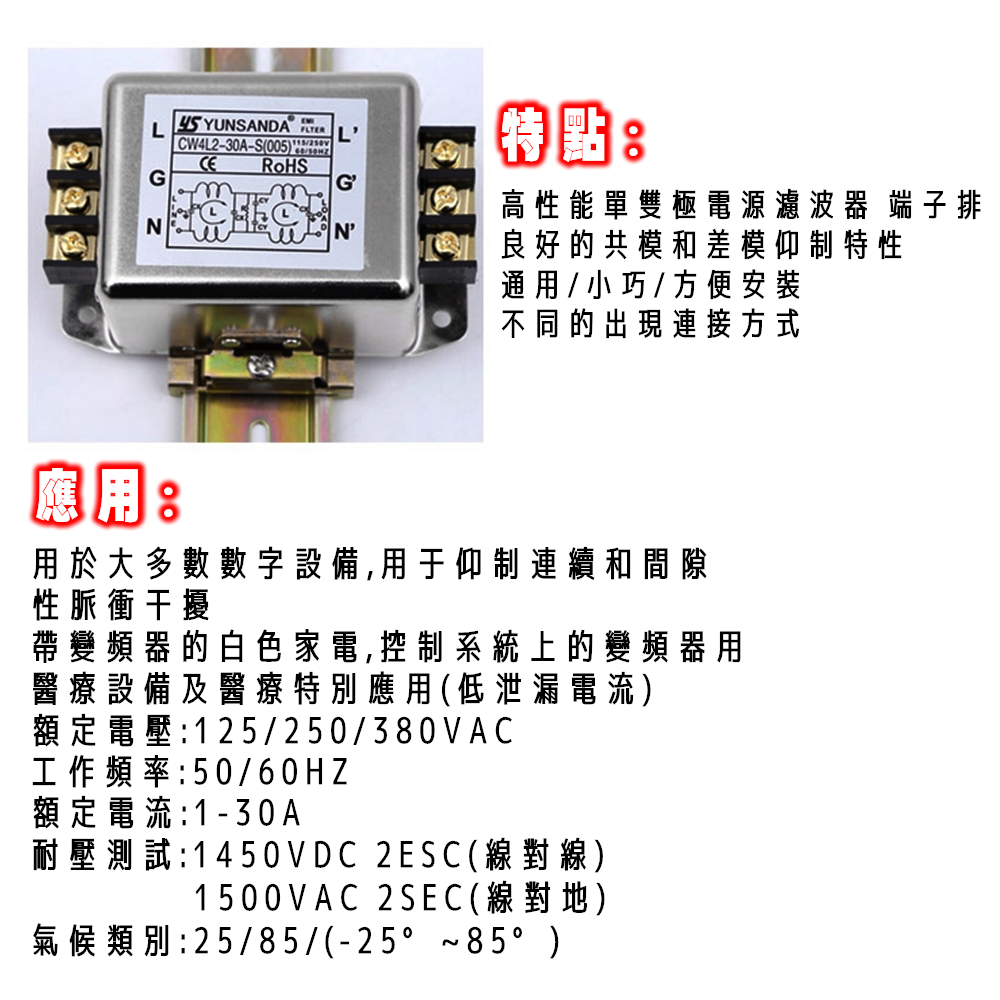 YS YUNSANDA® EMI FLTER
CW4L2-30A-S(005) 115/250V 60/50HZ
CE RoHS
L
G
N
L'
G'
N'
LINE
LOAD
L
L
CY
CY
特點:
高性能單雙極電源濾波器 端子排
良好的共模和差模仰制特性
通用/小巧/方便安裝
不同的出現連接方式
應用:
用於大多數數字設備,用于仰制連續和間隙
性脈衝干擾
帶變頻器的白色家電,控制系統上的變頻器用
醫療設備及醫療特別應用(低泄漏電流)
額定電壓:125/250/380VAC
工作頻率:50/60HZ
額定電流:1-30A
耐壓測試:1450VDC 2ESC(線對線)
1500VAC 2SEC(線對地)
氣候類別:25/85/(-25° ~85° )